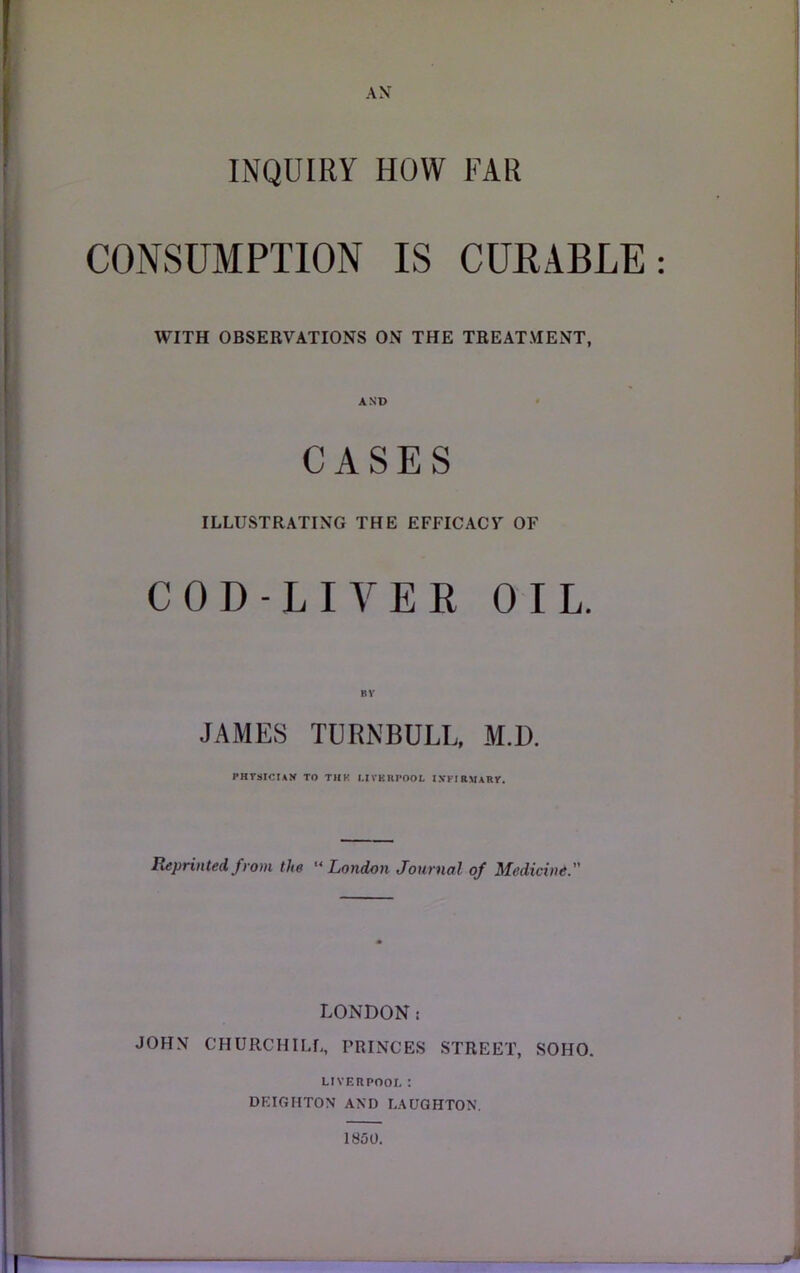 AN
INQUIRY HOW FAR
CONSUMPTION IS CURABLE:
WITH OBSERVATIONS ON THE TREATMENT,
AND
CASES
ILLUSTRATING THE EFFICACY OF
COD-LIVER OIL.
BY
JAMES TURNBULL, M.D.
PHYSICIAN TO THE LIVERPOOL INFIRMARY.
Reprinted from the "London Journal of Medicine."
LONDON:
JOHN CHURCHILL, PRINCES STREET, SOHO.
LIVERPOOL:
DEIGHTON AND LAUGHTON.
1850.